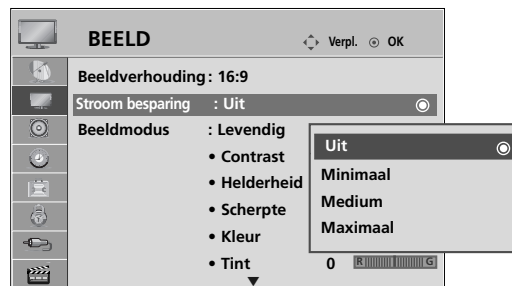 BEELD Verpl. OK
Beeldverhouding : 16:9
Stroom besparing : Uit
Beeldmodus : Levendig
• Contrast
• Helderheid
• Scherpte
• Kleur
• Tint 0 R G
Uit
Minimaal
Medium
Maximaal